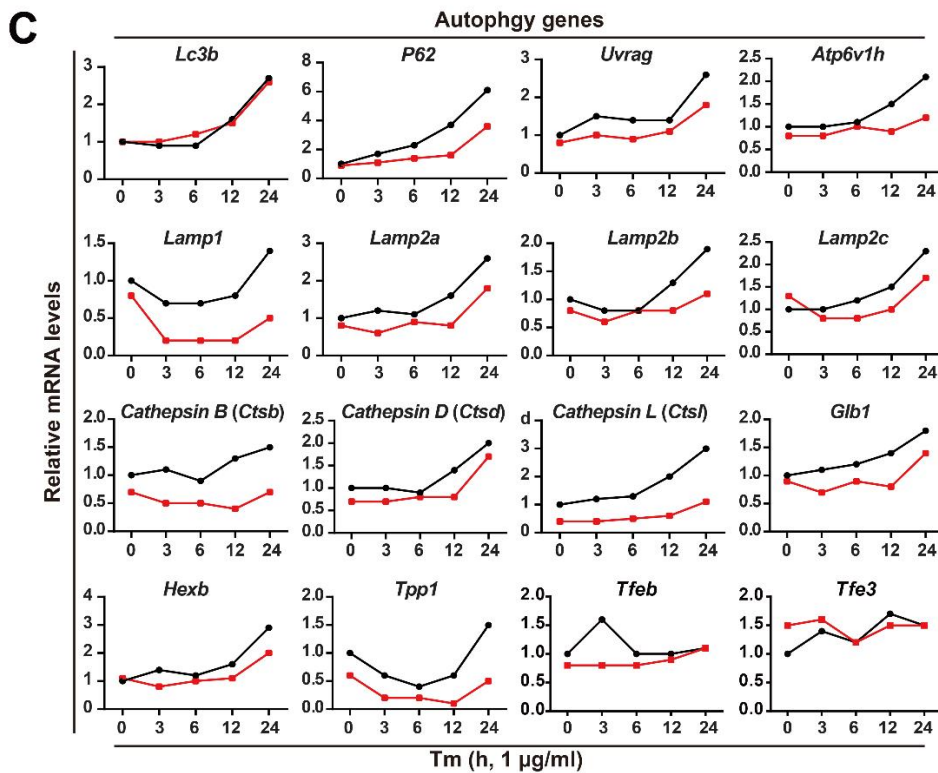 C
Autophgy genes
Relative mRNA levels
Lc3b P62 Uvrag Atp6v1h
3 8 3 2.5
2.0
6
2 2 1.5
4
1.0
1 1
2 0.5
0 0 0 0.0
0 3 6 12 24 0 3 6 12 24 0 3 6 12 24 0 3 6 12 24
Lamp1 Lamp2a Lamp2b Lamp2c
1.5 3 2.0 2.5
2.0
1.5
1.0 2 1.5
1.0
1.0
0.5 1 0.5
0.5
0.0 0 0.0 0.0
0 3 6 12 24 0 3 6 12 24 0 3 6 12 24 0 3 6 12 24
Cathepsin B (Ctsb) Cathepsin D (Ctsd) d Cathepsin L (Ctsl) Glb1
2.0 2.5 4 2.0
1.5 2.0 3 1.5
1.5
1.0 2 1.0
1.0
0.5 0.5 1 0.5
0.0 0.0 0 0.0
0 3 6 12 24 0 3 6 12 24 0 3 6 12 24 0 3 6 12 24
Hexb Tpp1 Tfeb Tfe3
4 2.0 2.0 2.0
3 1.5 1.5 1.5
2 1.0 1.0 1.0
1 0.5 0.5 0.5
0 0.0 0.0 0.0
0 3 6 12 24 0 3 6 12 24 0 3 6 12 24 0 3 6 12 24
Tm (h, 1 µg/ml)